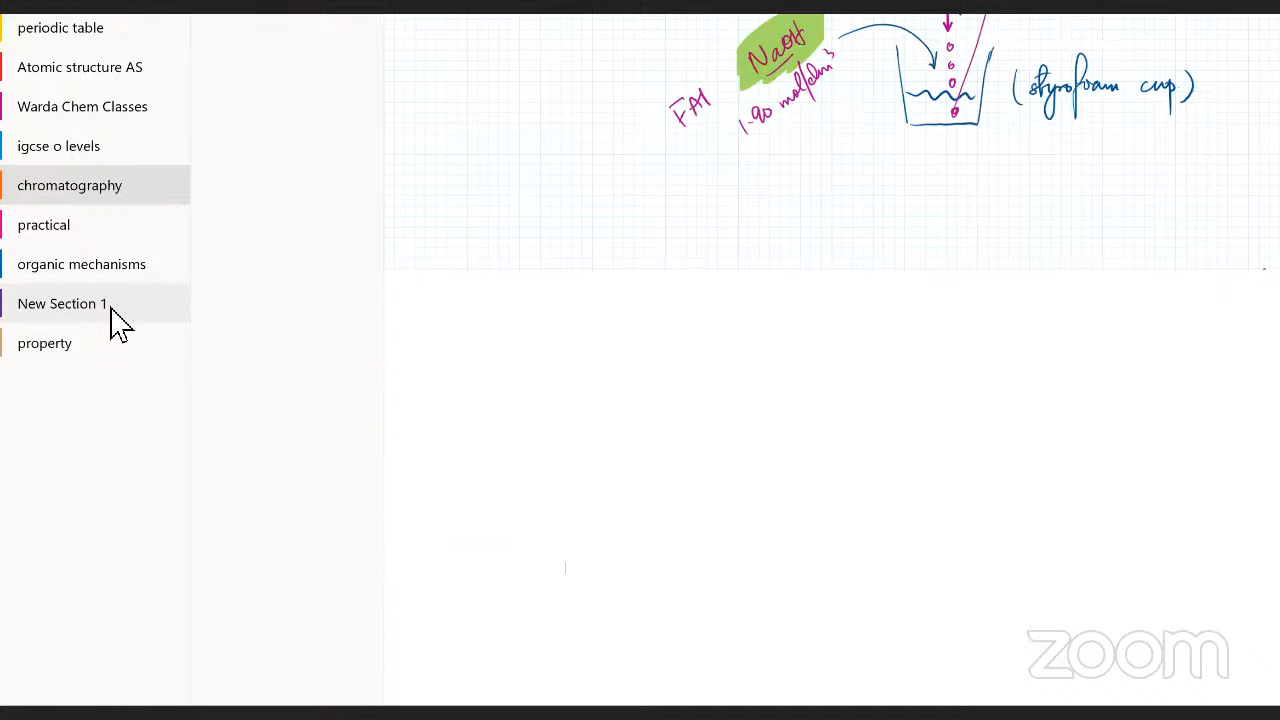 periodic table
Atomic structure AS
Warda Chem Classes
igcse o levels
chromatography
practical
organic mechanisms
New Section 1
property
NaOH
FA1
1.90 mol/dm³
(styrofoam cup)
zoom